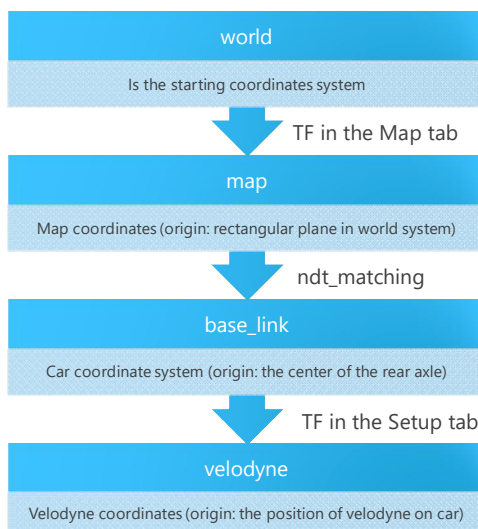 world
Is the starting coordinates system
TF in the Map tab
map
Map coordinates (origin: rectangular plane in world system)
ndt_matching
base_link
Car coordinate system (origin: the center of the rear axle)
TF in the Setup tab
velodyne
Velodyne coordinates (origin: the position of velodyne on car)